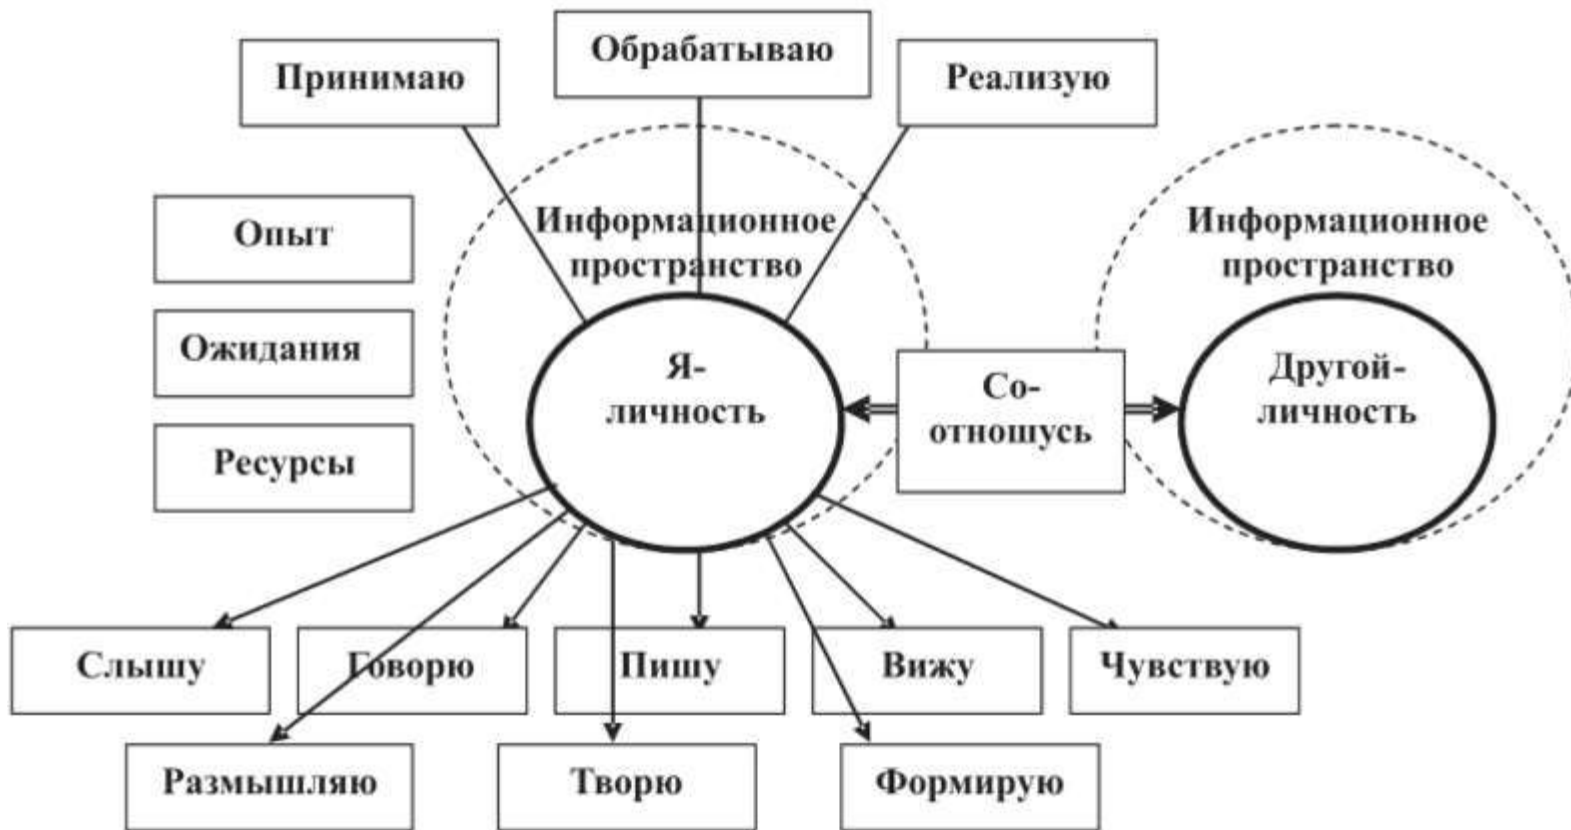 Принимаю
Обрабатываю
Реализую
Опыт
Ожидания
Ресурсы
Информационное
пространство
Я-
личность
Со-
отношусь
Информационное
пространство
Другой-
личность
Слышу
Говорю
Пишу
Вижу
Чувствую
Размышляю
Творю
Формирую